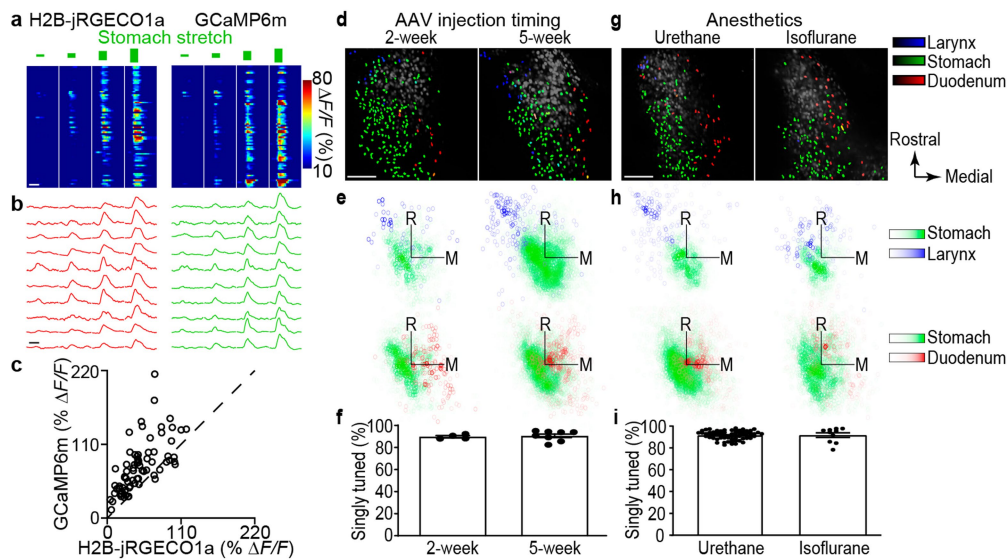 a H2B-jRGECO1a GCaMP6m
Stomach stretch
80
ΔF/F (%)
10
b
c
GCaMP6m (% ΔF/F)
220
110
0
0 110 220
H2B-jRGECO1a (% ΔF/F)
d AAV injection timing
2-week 5-week
e
R R
M M
R R
M M
f
Singly tuned (%)
100
80
60
40
20
0
2-week 5-week
g Anesthetics
Urethane Isoflurane
Larynx
Stomach
Duodenum
Rostral
Medial
h
R R
M M
Stomach
Larynx
R R
M M
Stomach
Duodenum
i
Singly tuned (%)
100
80
60
40
20
0
Urethane Isoflurane